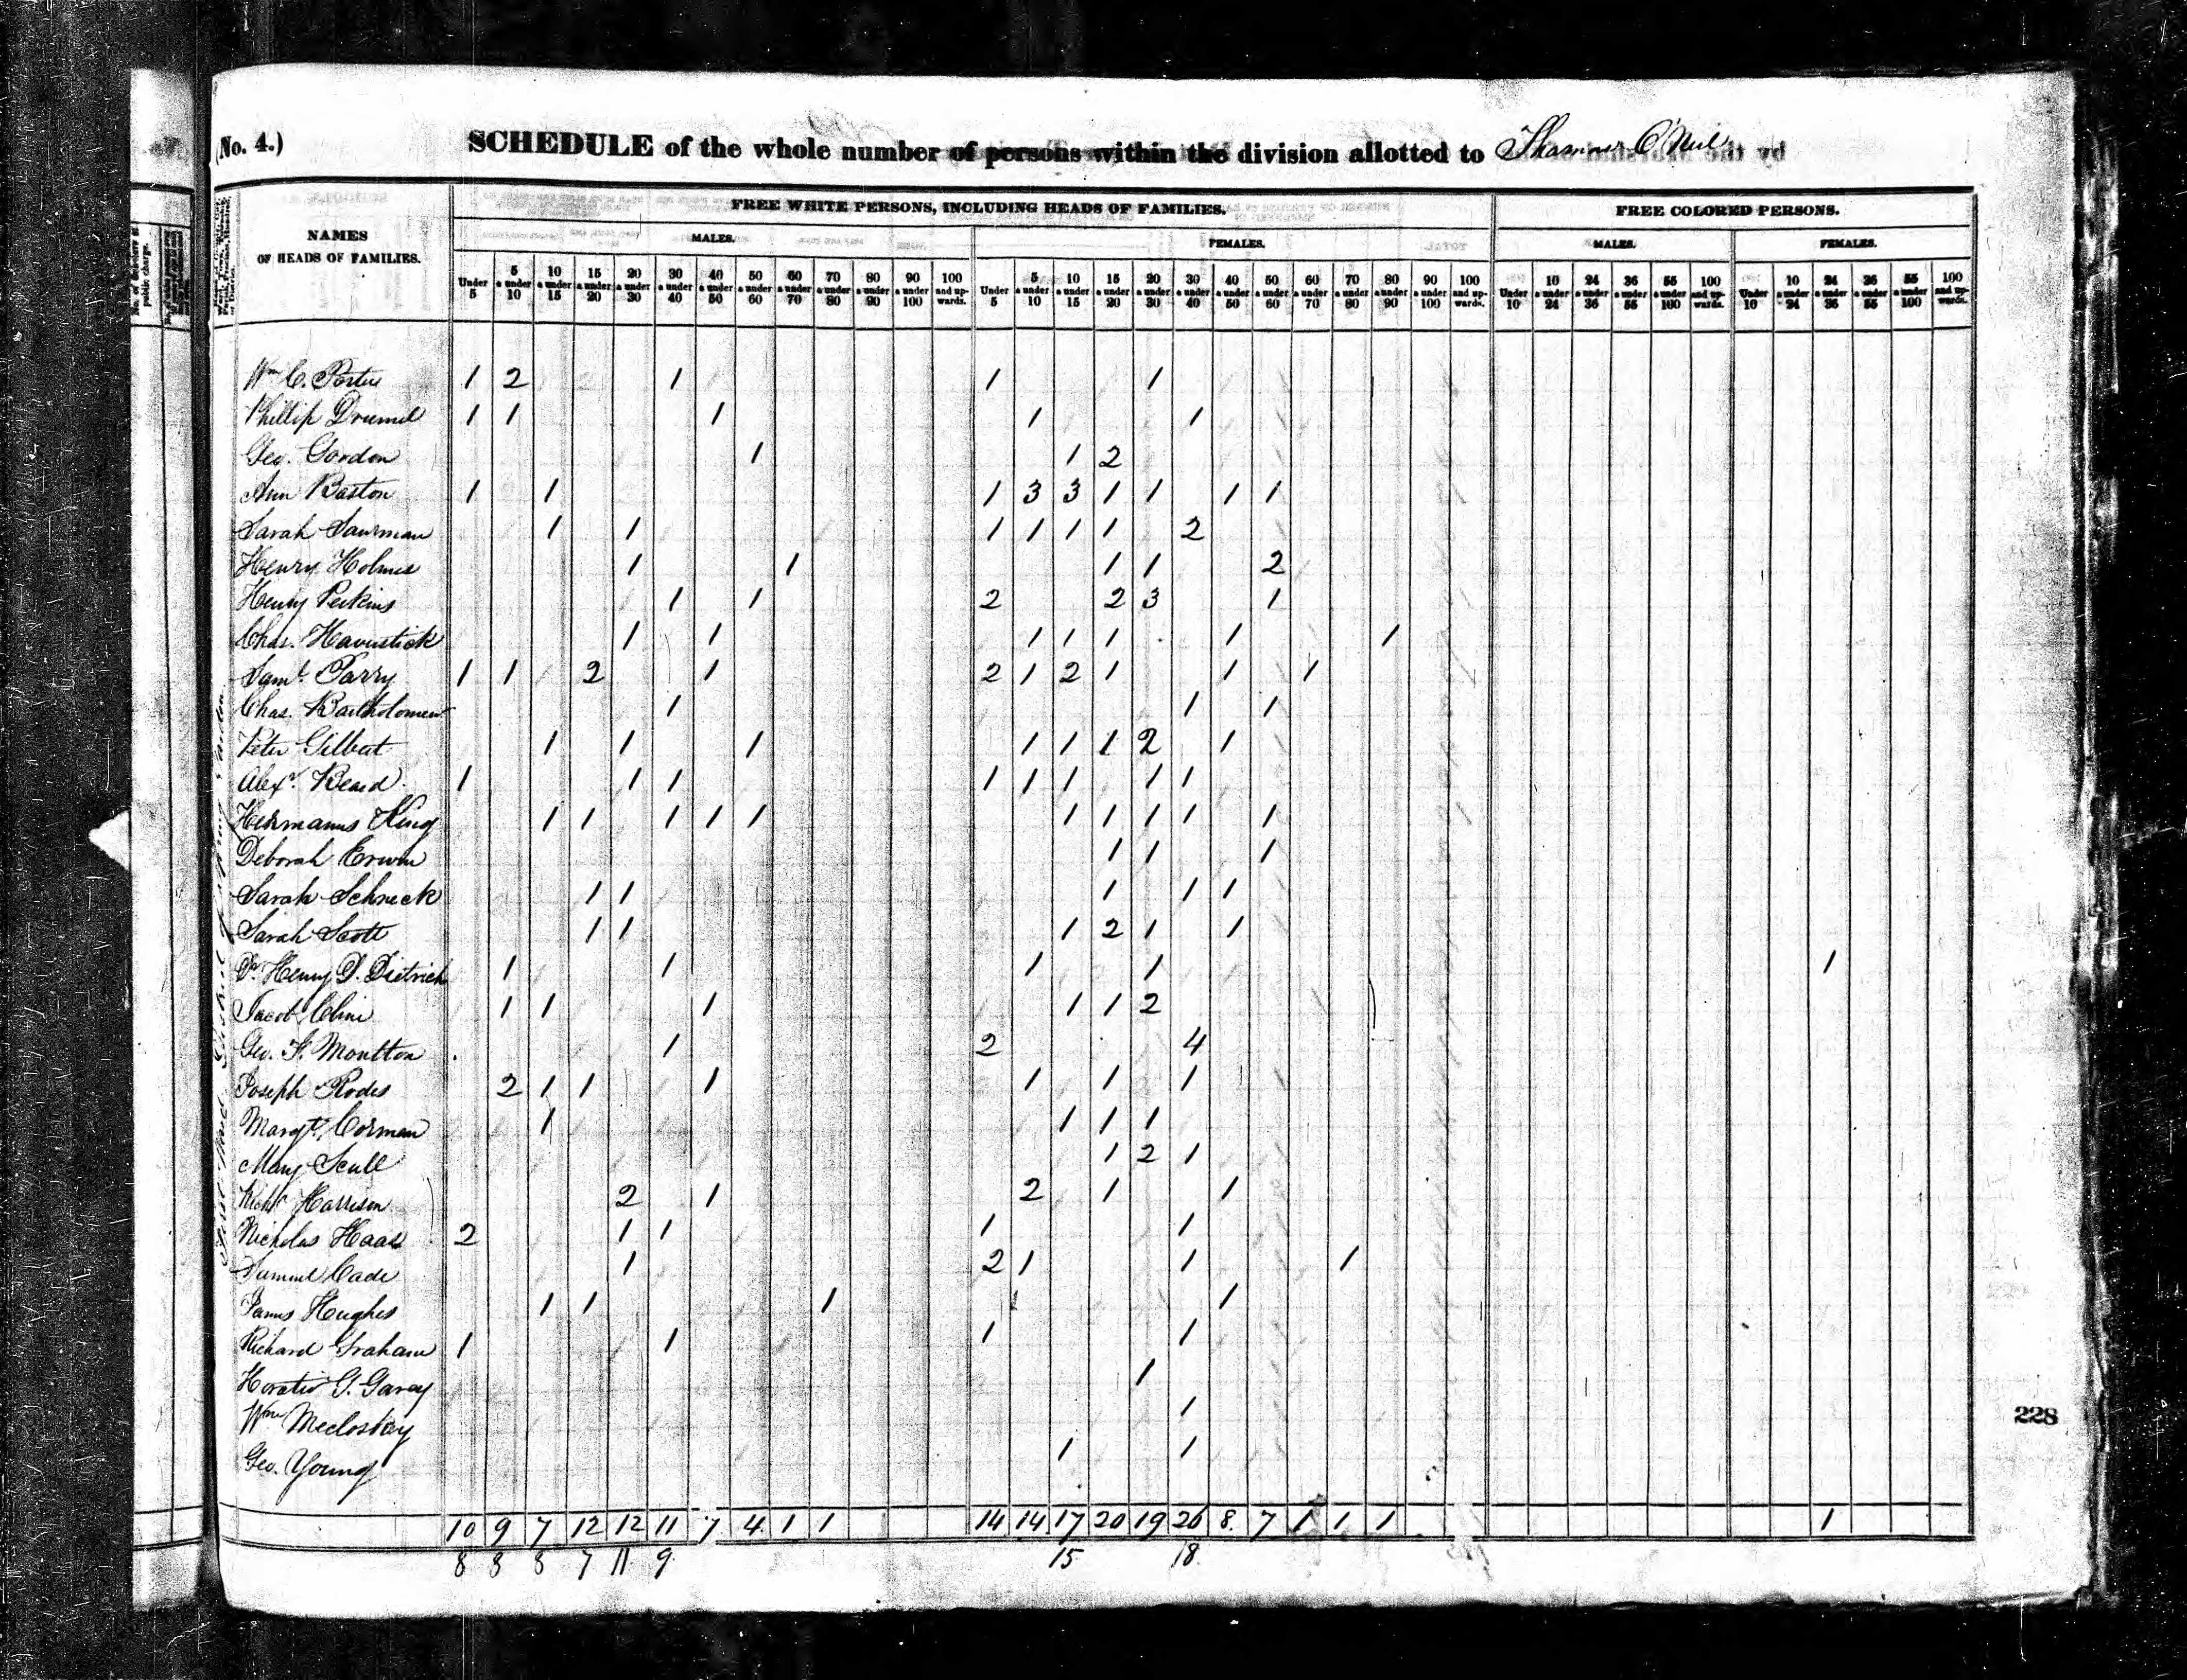 (No. 4.)
SCHEDULE of the whole number of persons within the division allotted to Thomas O'Neill
NAMES
OF HEADS OF FAMILIES.
FREE WHITE PERSONS, INCLUDING HEADS OF FAMILIES.
FREE COLORED PERSONS.
MALES. FEMALES. MALES. FEMALES.
Under 5 5 a under 10 10 a under 15 15 a under 20 20 a under 30 30 a under 40 40 a under 50 50 a under 60 60 a under 70 70 a under 80 80 a under 90 90 a under 100 100 and upwards. Under 5 5 a under 10 10 a under 15 15 a under 20 20 a under 30 30 a under 40 40 a under 50 50 a under 60 60 a under 70 70 a under 80 80 a under 90 90 a under 100 100 and upwards. Under 10 10 a under 24 24 a under 36 36 a under 55 55 a under 100 100 and upwards. Under 10 10 a under 24 24 a under 36 36 a under 55 55 a under 100 100 and upwards.
Wm C. Porter 1 2 1 1 1
Phillip 1 1 1 1 1
Geo. Gordon 1 1 2
Ann Baston 1 1 1 3 3 1 1 1 1
Sarah Saurman 1 1 1 1 1 1 2
Henry Holmes 1 1 1 1 2
Henry Perkins 1 1 2 2 3 1
Chas. Haverstick 1 1 1 1 1 1 1
Saml. Parry 1 1 2 1 2 1 2 1 1 1
Chas. Bartholomew 1 1 1
Peter Gilbert 1 1 1 1 1 1 2 1
Alexr. Beard 1 1 1 1 1 1 1 1
Hermanus King 1 1 1 1 1 1 1 1 1 1
Deborah Erwin 1 1 1
Sarah Schneck 1 1 1 1 1
Sarah Scott 1 1 1 2 1 1
Dr. Henry D. Dietrich 1 1 1 1 1
Jacob Cline 1 1 1 1 1 2
Geo. F. Moulton 1 2 4
Joseph Rodes 2 1 1 1 1 1 1
Margt. Corman 1 1 1 1
Mary Scull 1 2 1
Harrison 2 1 2 1 1
Nicholas Haas 2 1 1 1 1
Samuel Cade 1 2 1 1 1
James Hughes 1 1 1 1
Richard Graham 1 1 1 1
Horatio G. Garey 1
Wm Mecloskey 1
Geo. Young 1 1
10 9 7 12 12 11 7 4 1 1 14 14 17 20 19 26 8 7 1 1 1 1
8 8 8 7 11 9 15 18
228